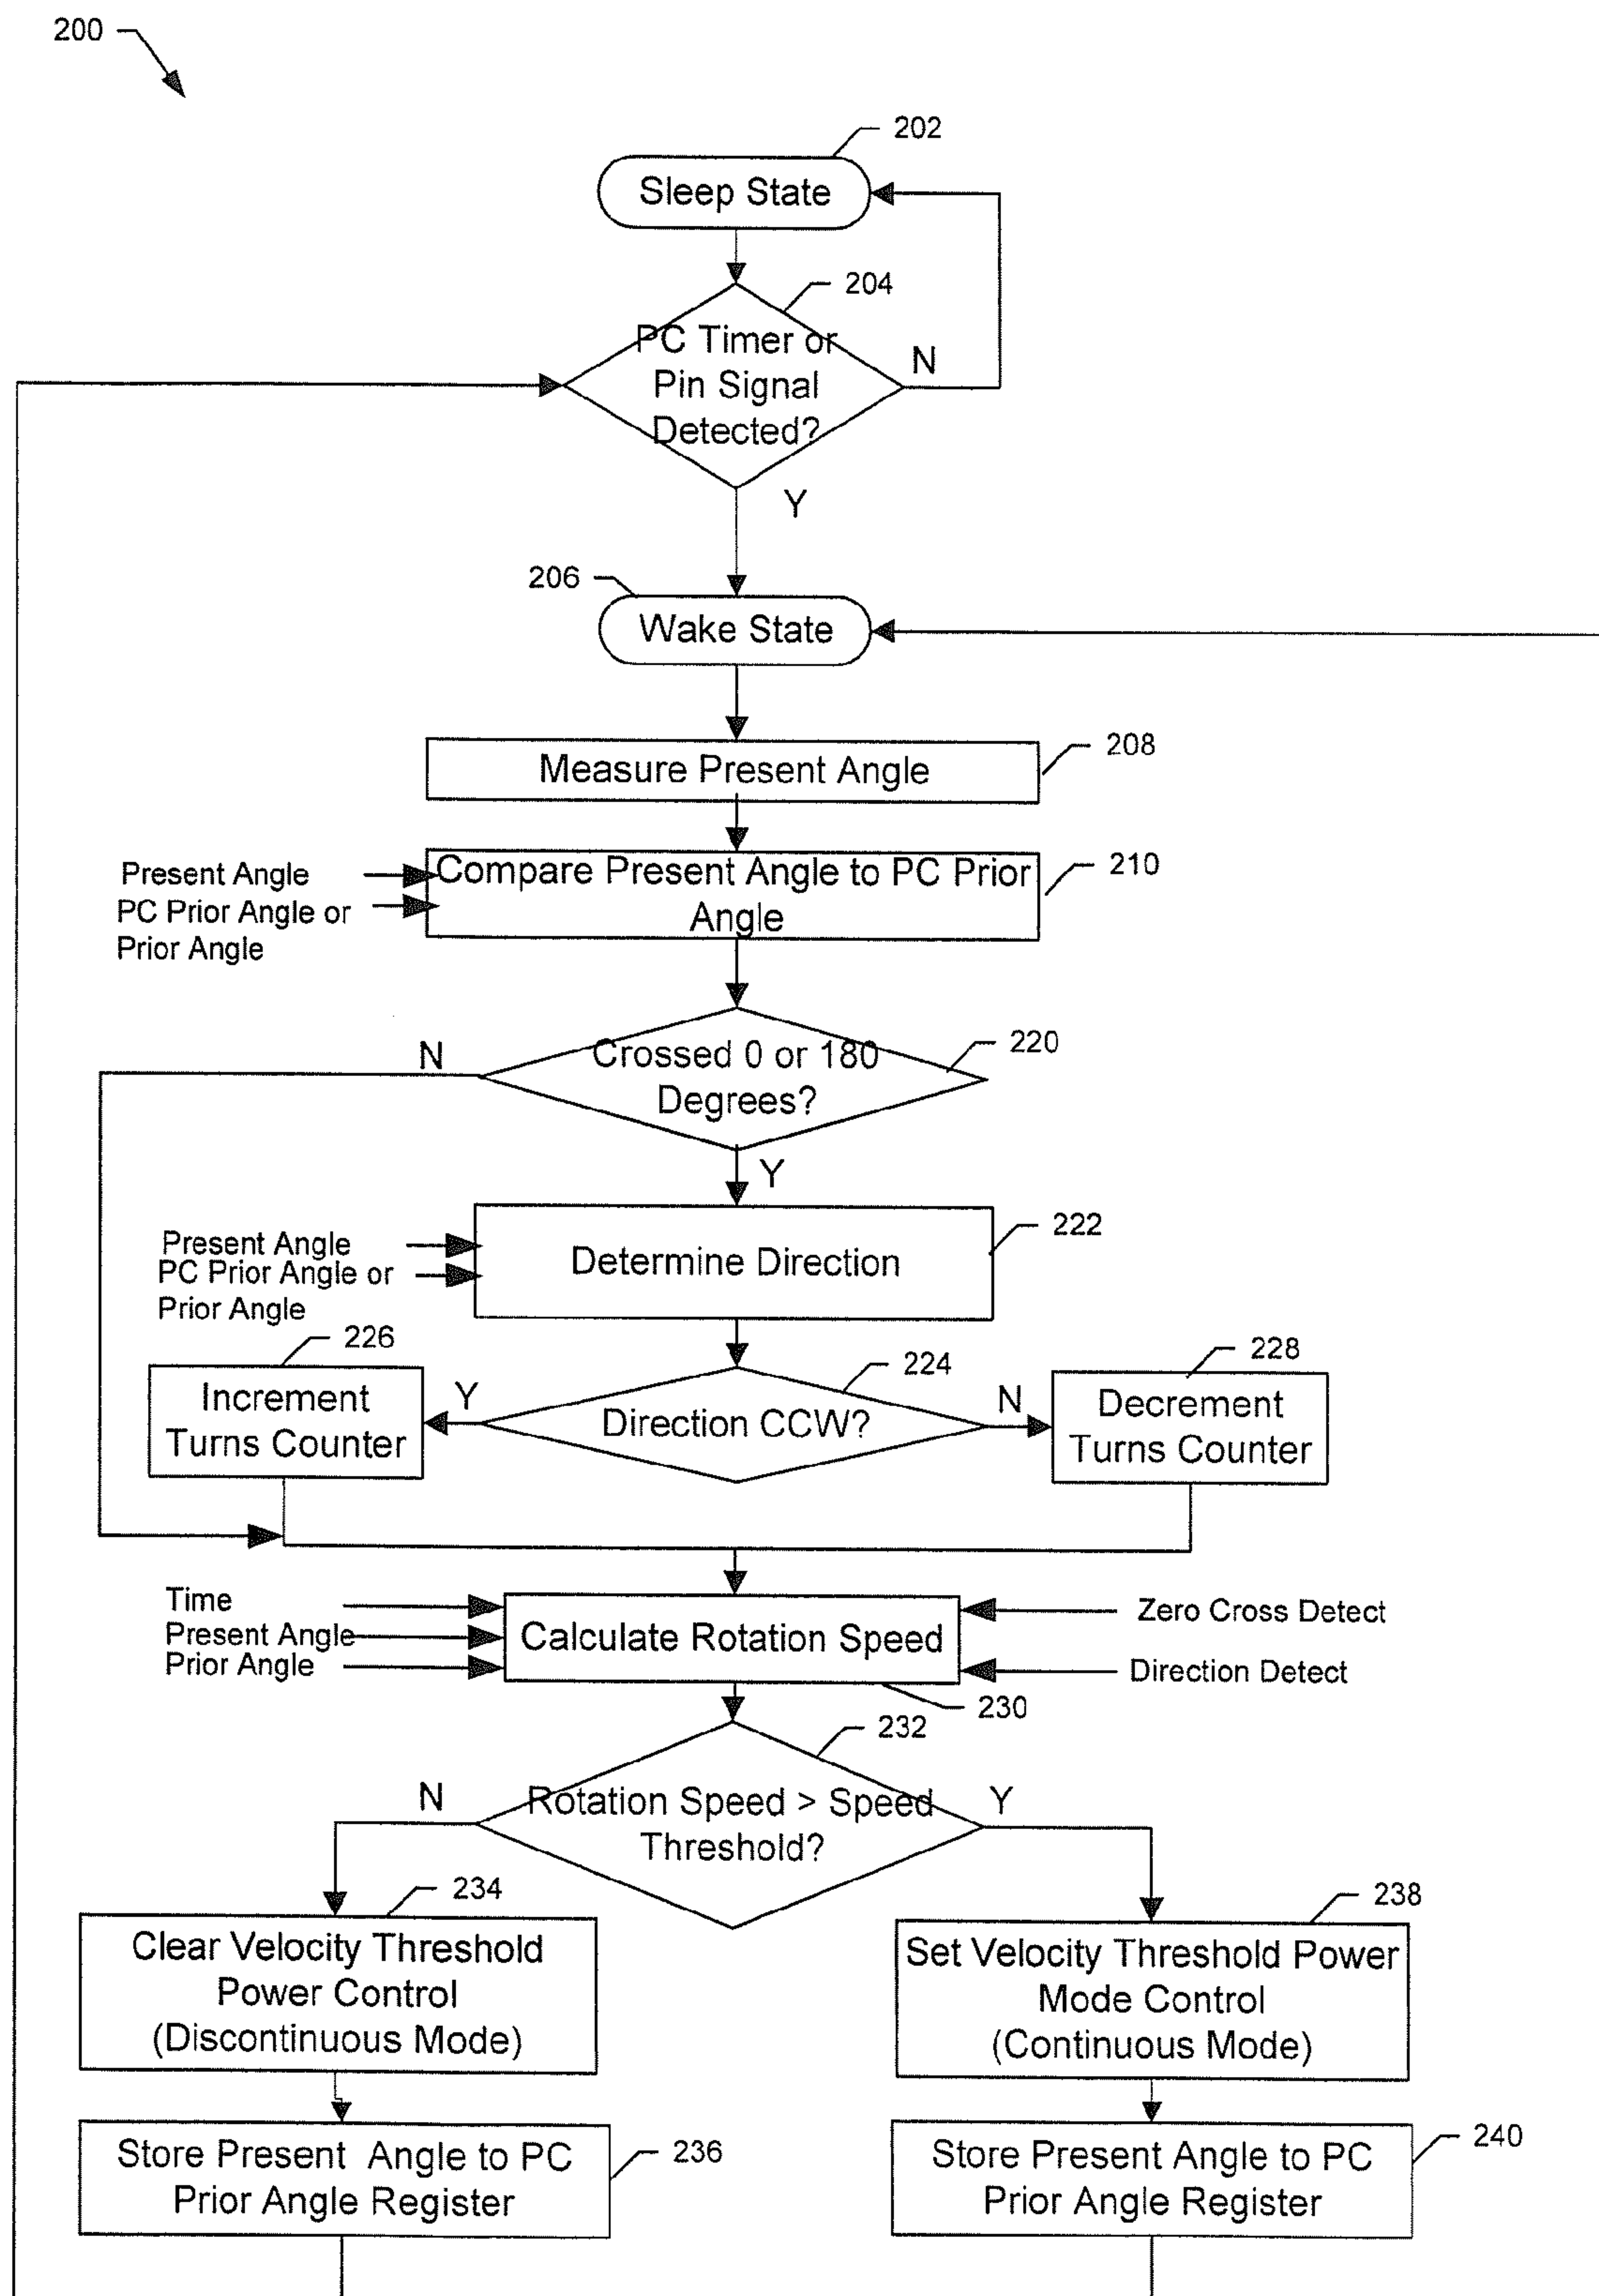 200
202
Sleep State
204
PC Timer or
Pin Signal
Detected?
N
Y
206
Wake State
208
Measure Present Angle
210
Present Angle
PC Prior Angle or
Prior Angle
Compare Present Angle to PC Prior
Angle
220
N
Crossed 0 or 180
Degrees?
Y
222
Present Angle
PC Prior Angle or
Prior Angle
Determine Direction
226
Increment
Turns Counter
Y
224
Direction CCW?
N
228
Decrement
Turns Counter
Time
Present Angle
Prior Angle
Calculate Rotation Speed
Zero Cross Detect
Direction Detect
230
232
N
Rotation Speed > Speed
Threshold?
Y
234
Clear Velocity Threshold
Power Control
(Discontinuous Mode)
238
Set Velocity Threshold Power
Mode Control
(Continuous Mode)
236
Store Present Angle to PC
Prior Angle Register
240
Store Present Angle to PC
Prior Angle Register